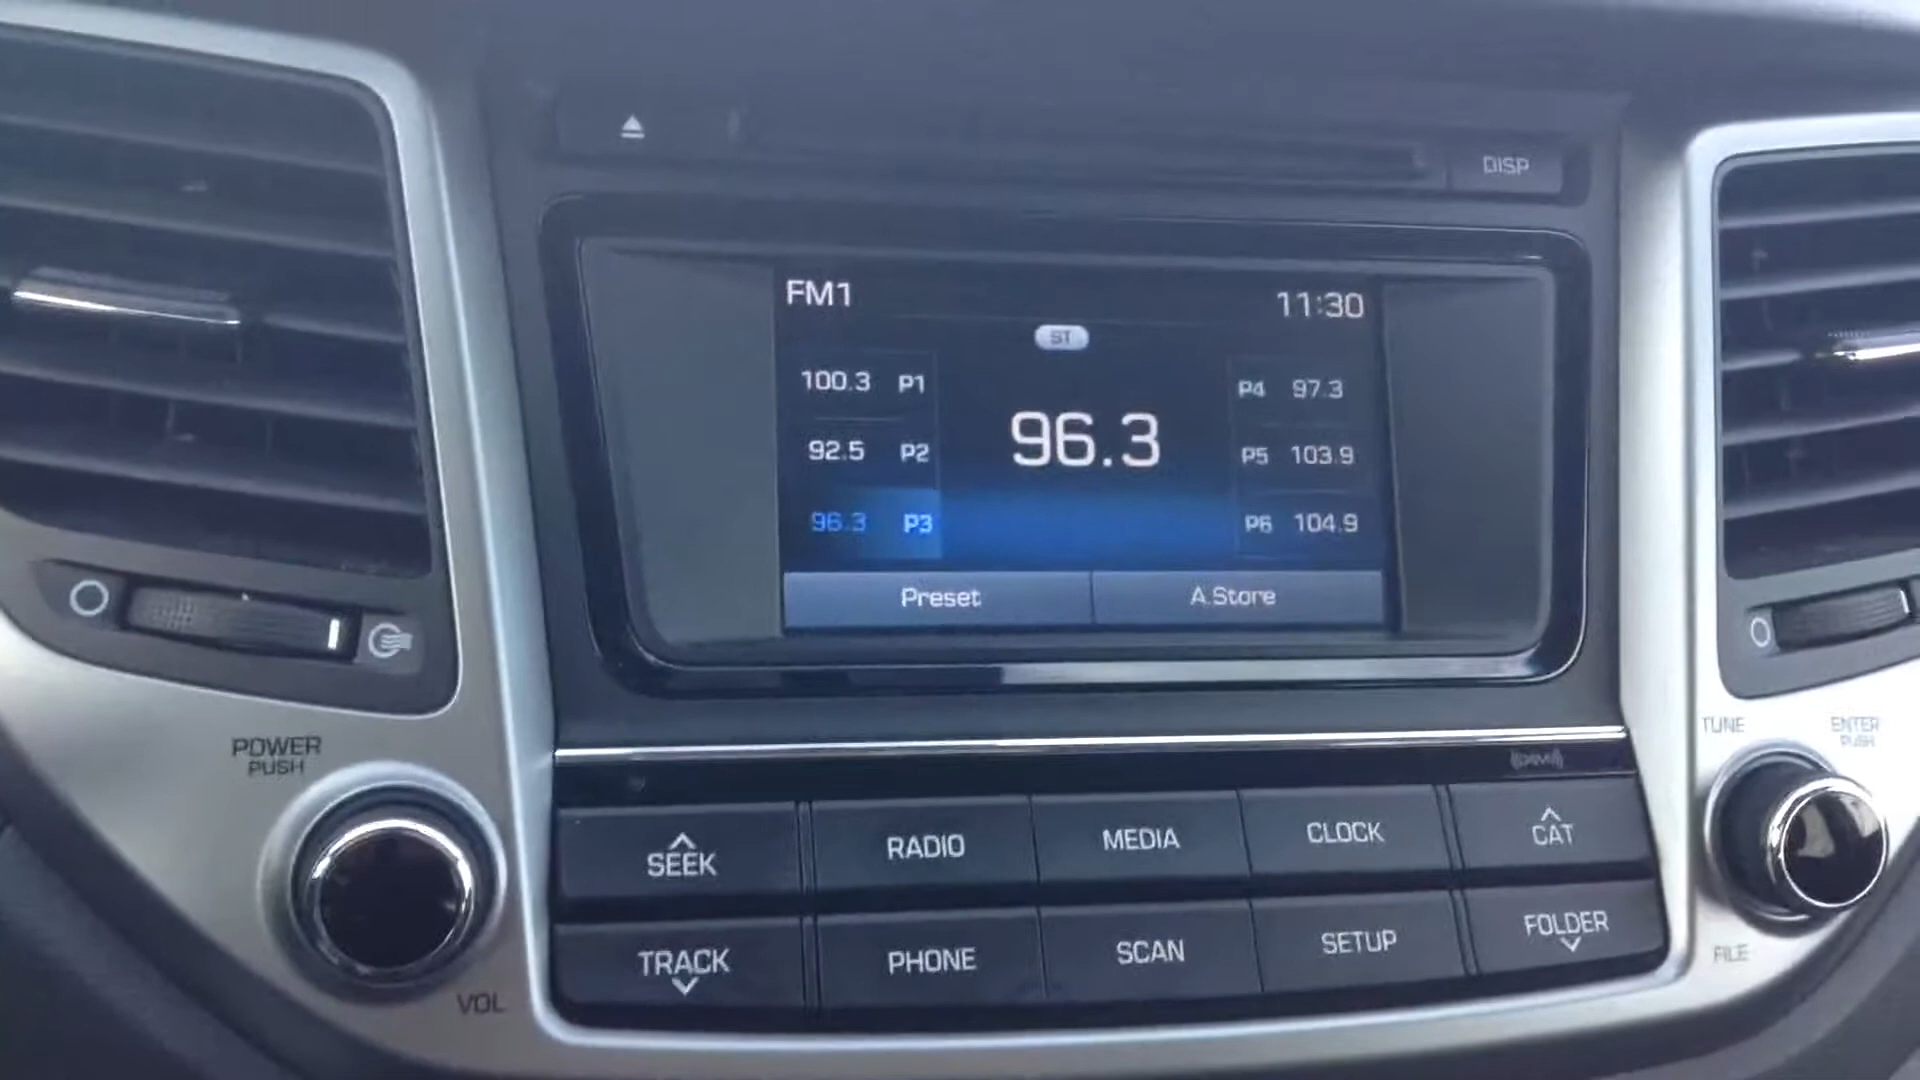 DISP
FM1
11:30
ST
100.3 P1
92.5 P2
96.3 P3
96.3
P4 97.3
P5 103.9
P6 104.9
Preset
A.Store
POWER
PUSH
VOL
TUNE
ENTER
PUSH
FILE
((XM))
SEEK
RADIO
MEDIA
CLOCK
CAT
TRACK
PHONE
SCAN
SETUP
FOLDER